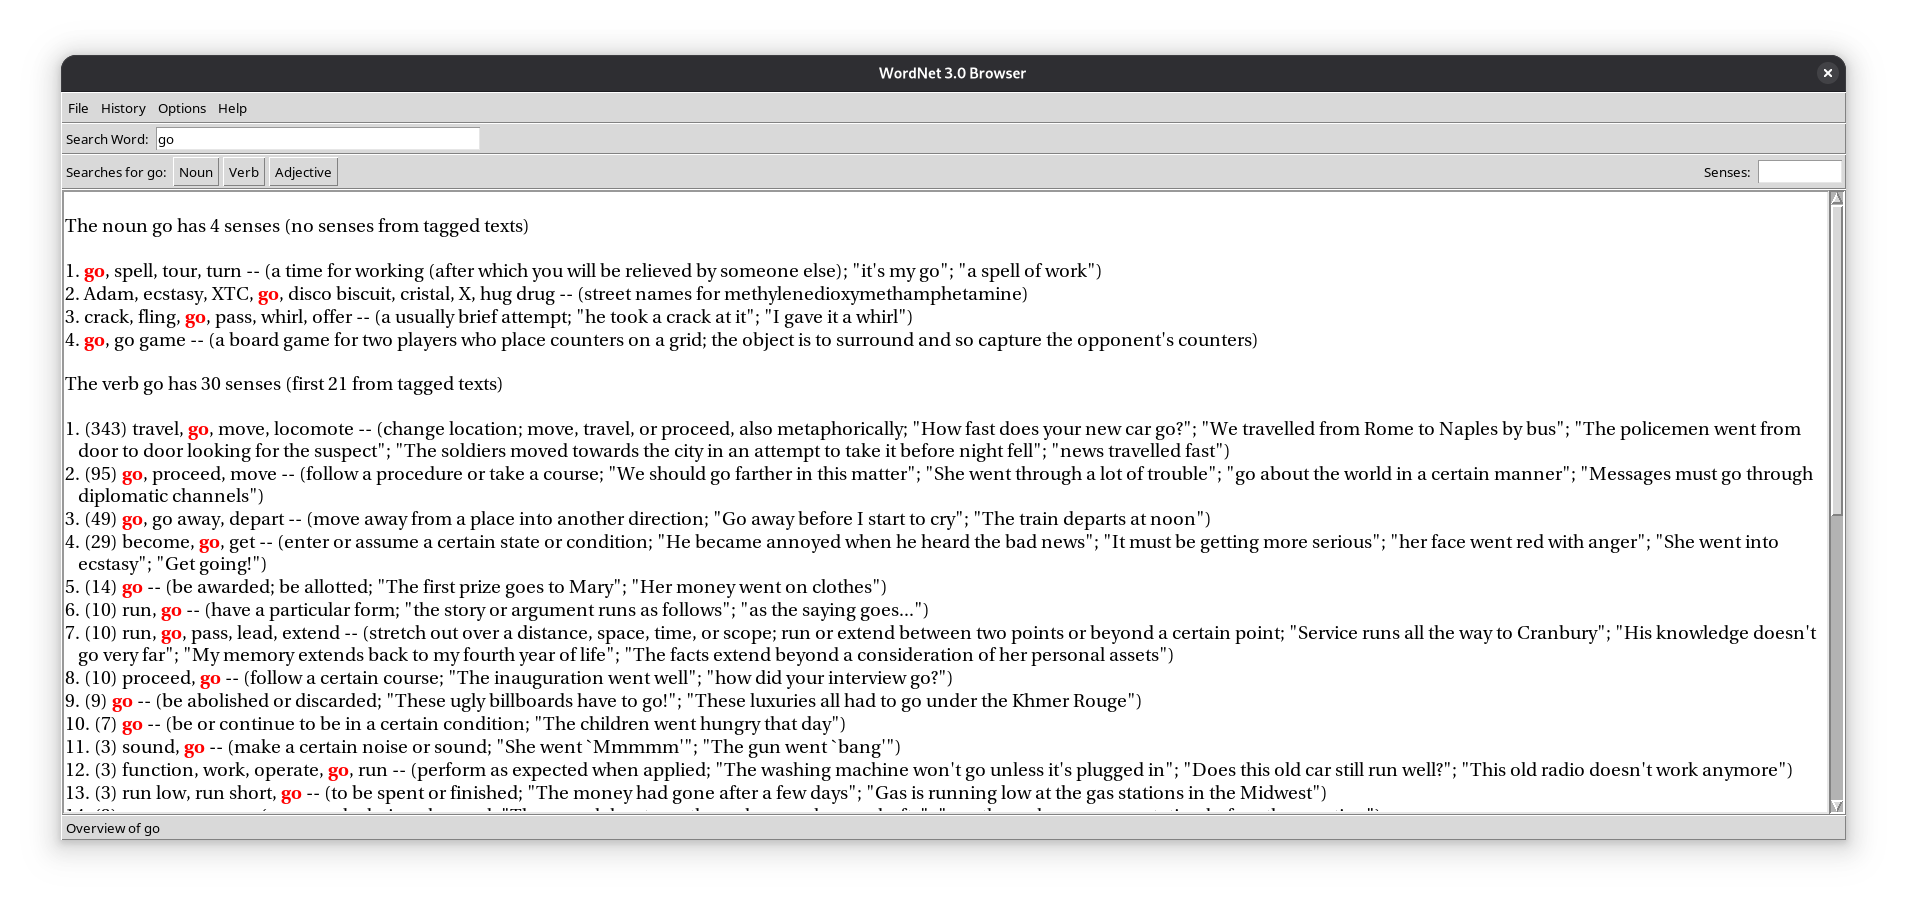 WordNet 3.0 Browser
File History Options Help
Search Word: go
Searches for go: Noun Verb Adjective Senses:
The noun go has 4 senses (no senses from tagged texts)
1. go, spell, tour, turn -- (a time for working (after which you will be relieved by someone else); "it's my go"; "a spell of work")
2. Adam, ecstasy, XTC, go, disco biscuit, cristal, X, hug drug -- (street names for methylenedioxymethamphetamine)
3. crack, fling, go, pass, whirl, offer -- (a usually brief attempt; "he took a crack at it"; "I gave it a whirl")
4. go, go game -- (a board game for two players who place counters on a grid; the object is to surround and so capture the opponent's counters)
The verb go has 30 senses (first 21 from tagged texts)
1. (343) travel, go, move, locomote -- (change location; move, travel, or proceed, also metaphorically; "How fast does your new car go?"; "We travelled from Rome to Naples by bus"; "The policemen went from
door to door looking for the suspect"; "The soldiers moved towards the city in an attempt to take it before night fell"; "news travelled fast")
2. (95) go, proceed, move -- (follow a procedure or take a course; "We should go farther in this matter"; "She went through a lot of trouble"; "go about the world in a certain manner"; "Messages must go through
diplomatic channels")
3. (49) go, go away, depart -- (move away from a place into another direction; "Go away before I start to cry"; "The train departs at noon")
4. (29) become, go, get -- (enter or assume a certain state or condition; "He became annoyed when he heard the bad news"; "It must be getting more serious"; "her face went red with anger"; "She went into
ecstasy"; "Get going!")
5. (14) go -- (be awarded; be allotted; "The first prize goes to Mary"; "Her money went on clothes")
6. (10) run, go -- (have a particular form; "the story or argument runs as follows"; "as the saying goes...")
7. (10) run, go, pass, lead, extend -- (stretch out over a distance, space, time, or scope; run or extend between two points or beyond a certain point; "Service runs all the way to Cranbury"; "His knowledge doesn't
go very far"; "My memory extends back to my fourth year of life"; "The facts extend beyond a consideration of her personal assets")
8. (10) proceed, go -- (follow a certain course; "The inauguration went well"; "how did your interview go?")
9. (9) go -- (be abolished or discarded; "These ugly billboards have to go!"; "These luxuries all had to go under the Khmer Rouge")
10. (7) go -- (be or continue to be in a certain condition; "The children went hungry that day")
11. (3) sound, go -- (make a certain noise or sound; "She went `Mmmmm'"; "The gun went `bang'")
12. (3) function, work, operate, go, run -- (perform as expected when applied; "The washing machine won't go unless it's plugged in"; "Does this old car still run well?"; "This old radio doesn't work anymore")
13. (3) run low, run short, go -- (to be spent or finished; "The money had gone after a few days"; "Gas is running low at the gas stations in the Midwest")
Overview of go